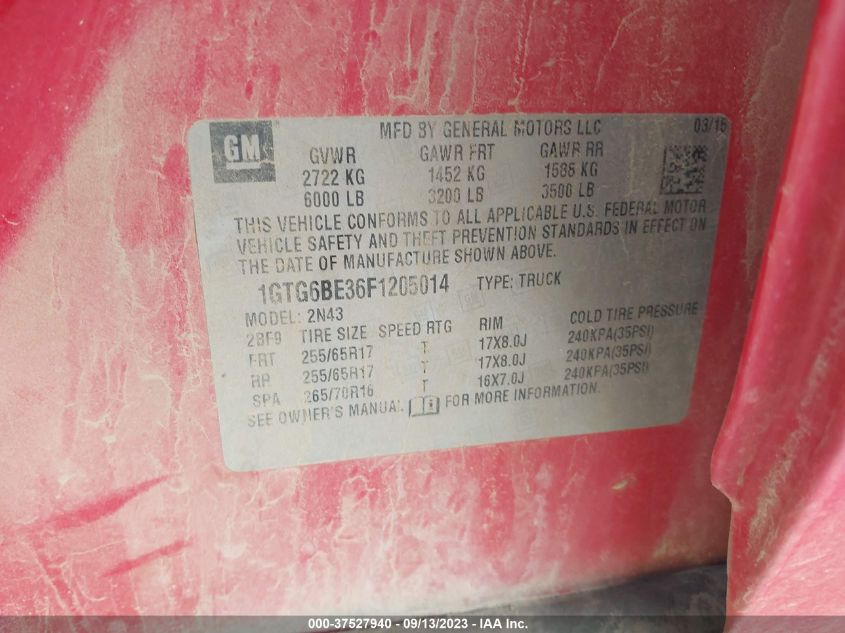 GM
MFD BY GENERAL MOTORS LLC 03/15
GVWR GAWR FRT GAWR RR
2722 KG 1452 KG 1588 KG
6000 LB 3200 LB 3500 LB
THIS VEHICLE CONFORMS TO ALL APPLICABLE U.S. FEDERAL MOTOR
VEHICLE SAFETY AND THEFT PREVENTION STANDARDS IN EFFECT ON
THE DATE OF MANUFACTURE SHOWN ABOVE.
1GTG6BE36F1205014 TYPE: TRUCK
MODEL: 2N43
2BF9 TIRE SIZE SPEED RTG RIM COLD TIRE PRESSURE
FRT 255/65R17 T 17X8.0J 240KPA(35PSI)
RR 255/65R17 T 17X8.0J 240KPA(35PSI)
SPA 265/70R16 T 16X7.0J 240KPA(35PSI)
SEE OWNER'S MANUAL FOR MORE INFORMATION.
000-37527940 - 09/13/2023 - IAA Inc.